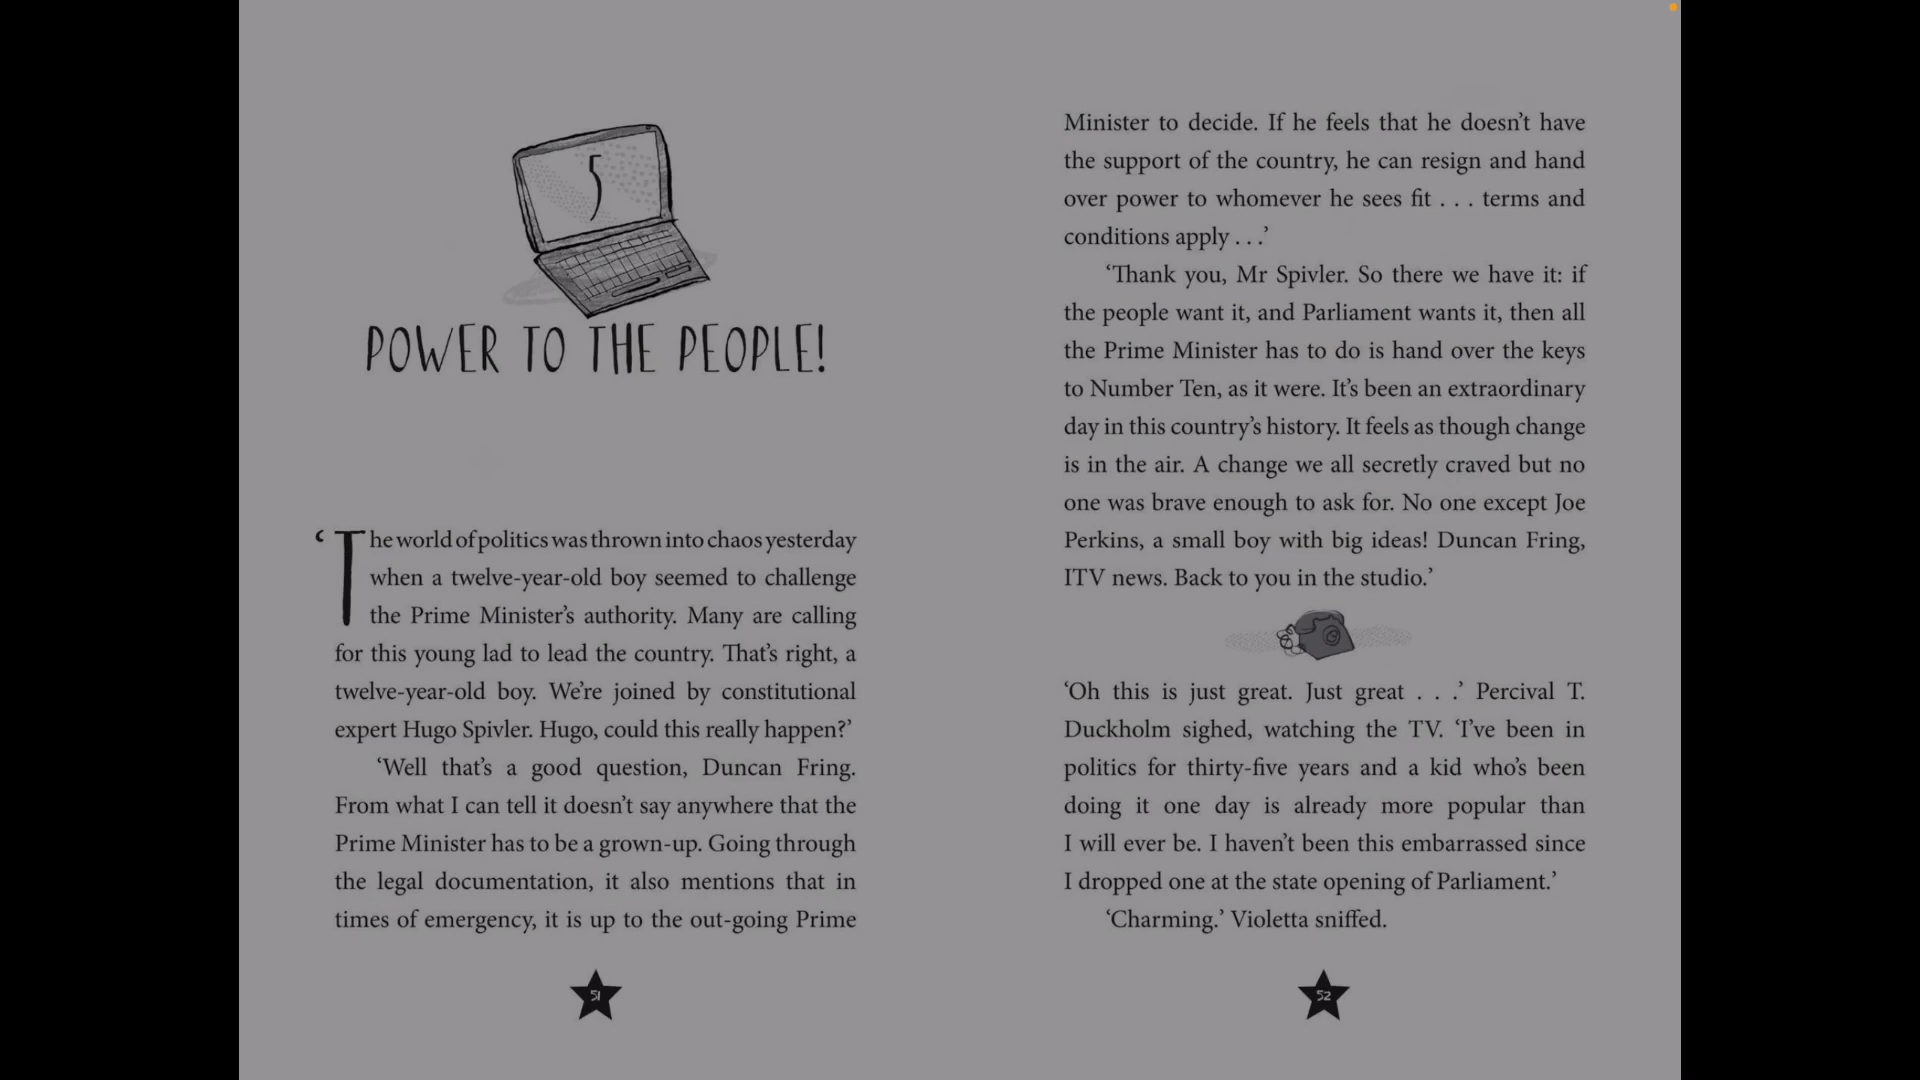 5
POWER TO THE PEOPLE!
‘The world of politics was thrown into chaos yesterday
when a twelve-year-old boy seemed to challenge
the Prime Minister’s authority. Many are calling
for this young lad to lead the country. That’s right, a
twelve-year-old boy. We’re joined by constitutional
expert Hugo Spivler. Hugo, could this really happen?’
‘Well that’s a good question, Duncan Fring.
From what I can tell it doesn’t say anywhere that the
Prime Minister has to be a grown-up. Going through
the legal documentation, it also mentions that in
times of emergency, it is up to the out-going Prime
51
Minister to decide. If he feels that he doesn’t have
the support of the country, he can resign and hand
over power to whomever he sees fit . . . terms and
conditions apply . . .’
‘Thank you, Mr Spivler. So there we have it: if
the people want it, and Parliament wants it, then all
the Prime Minister has to do is hand over the keys
to Number Ten, as it were. It’s been an extraordinary
day in this country’s history. It feels as though change
is in the air. A change we all secretly craved but no
one was brave enough to ask for. No one except Joe
Perkins, a small boy with big ideas! Duncan Fring,
ITV news. Back to you in the studio.’
‘Oh this is just great. Just great . . .’ Percival T.
Duckholm sighed, watching the TV. ‘I’ve been in
politics for thirty-five years and a kid who’s been
doing it one day is already more popular than
I will ever be. I haven’t been this embarrassed since
I dropped one at the state opening of Parliament.’
‘Charming.’ Violetta sniffed.
52